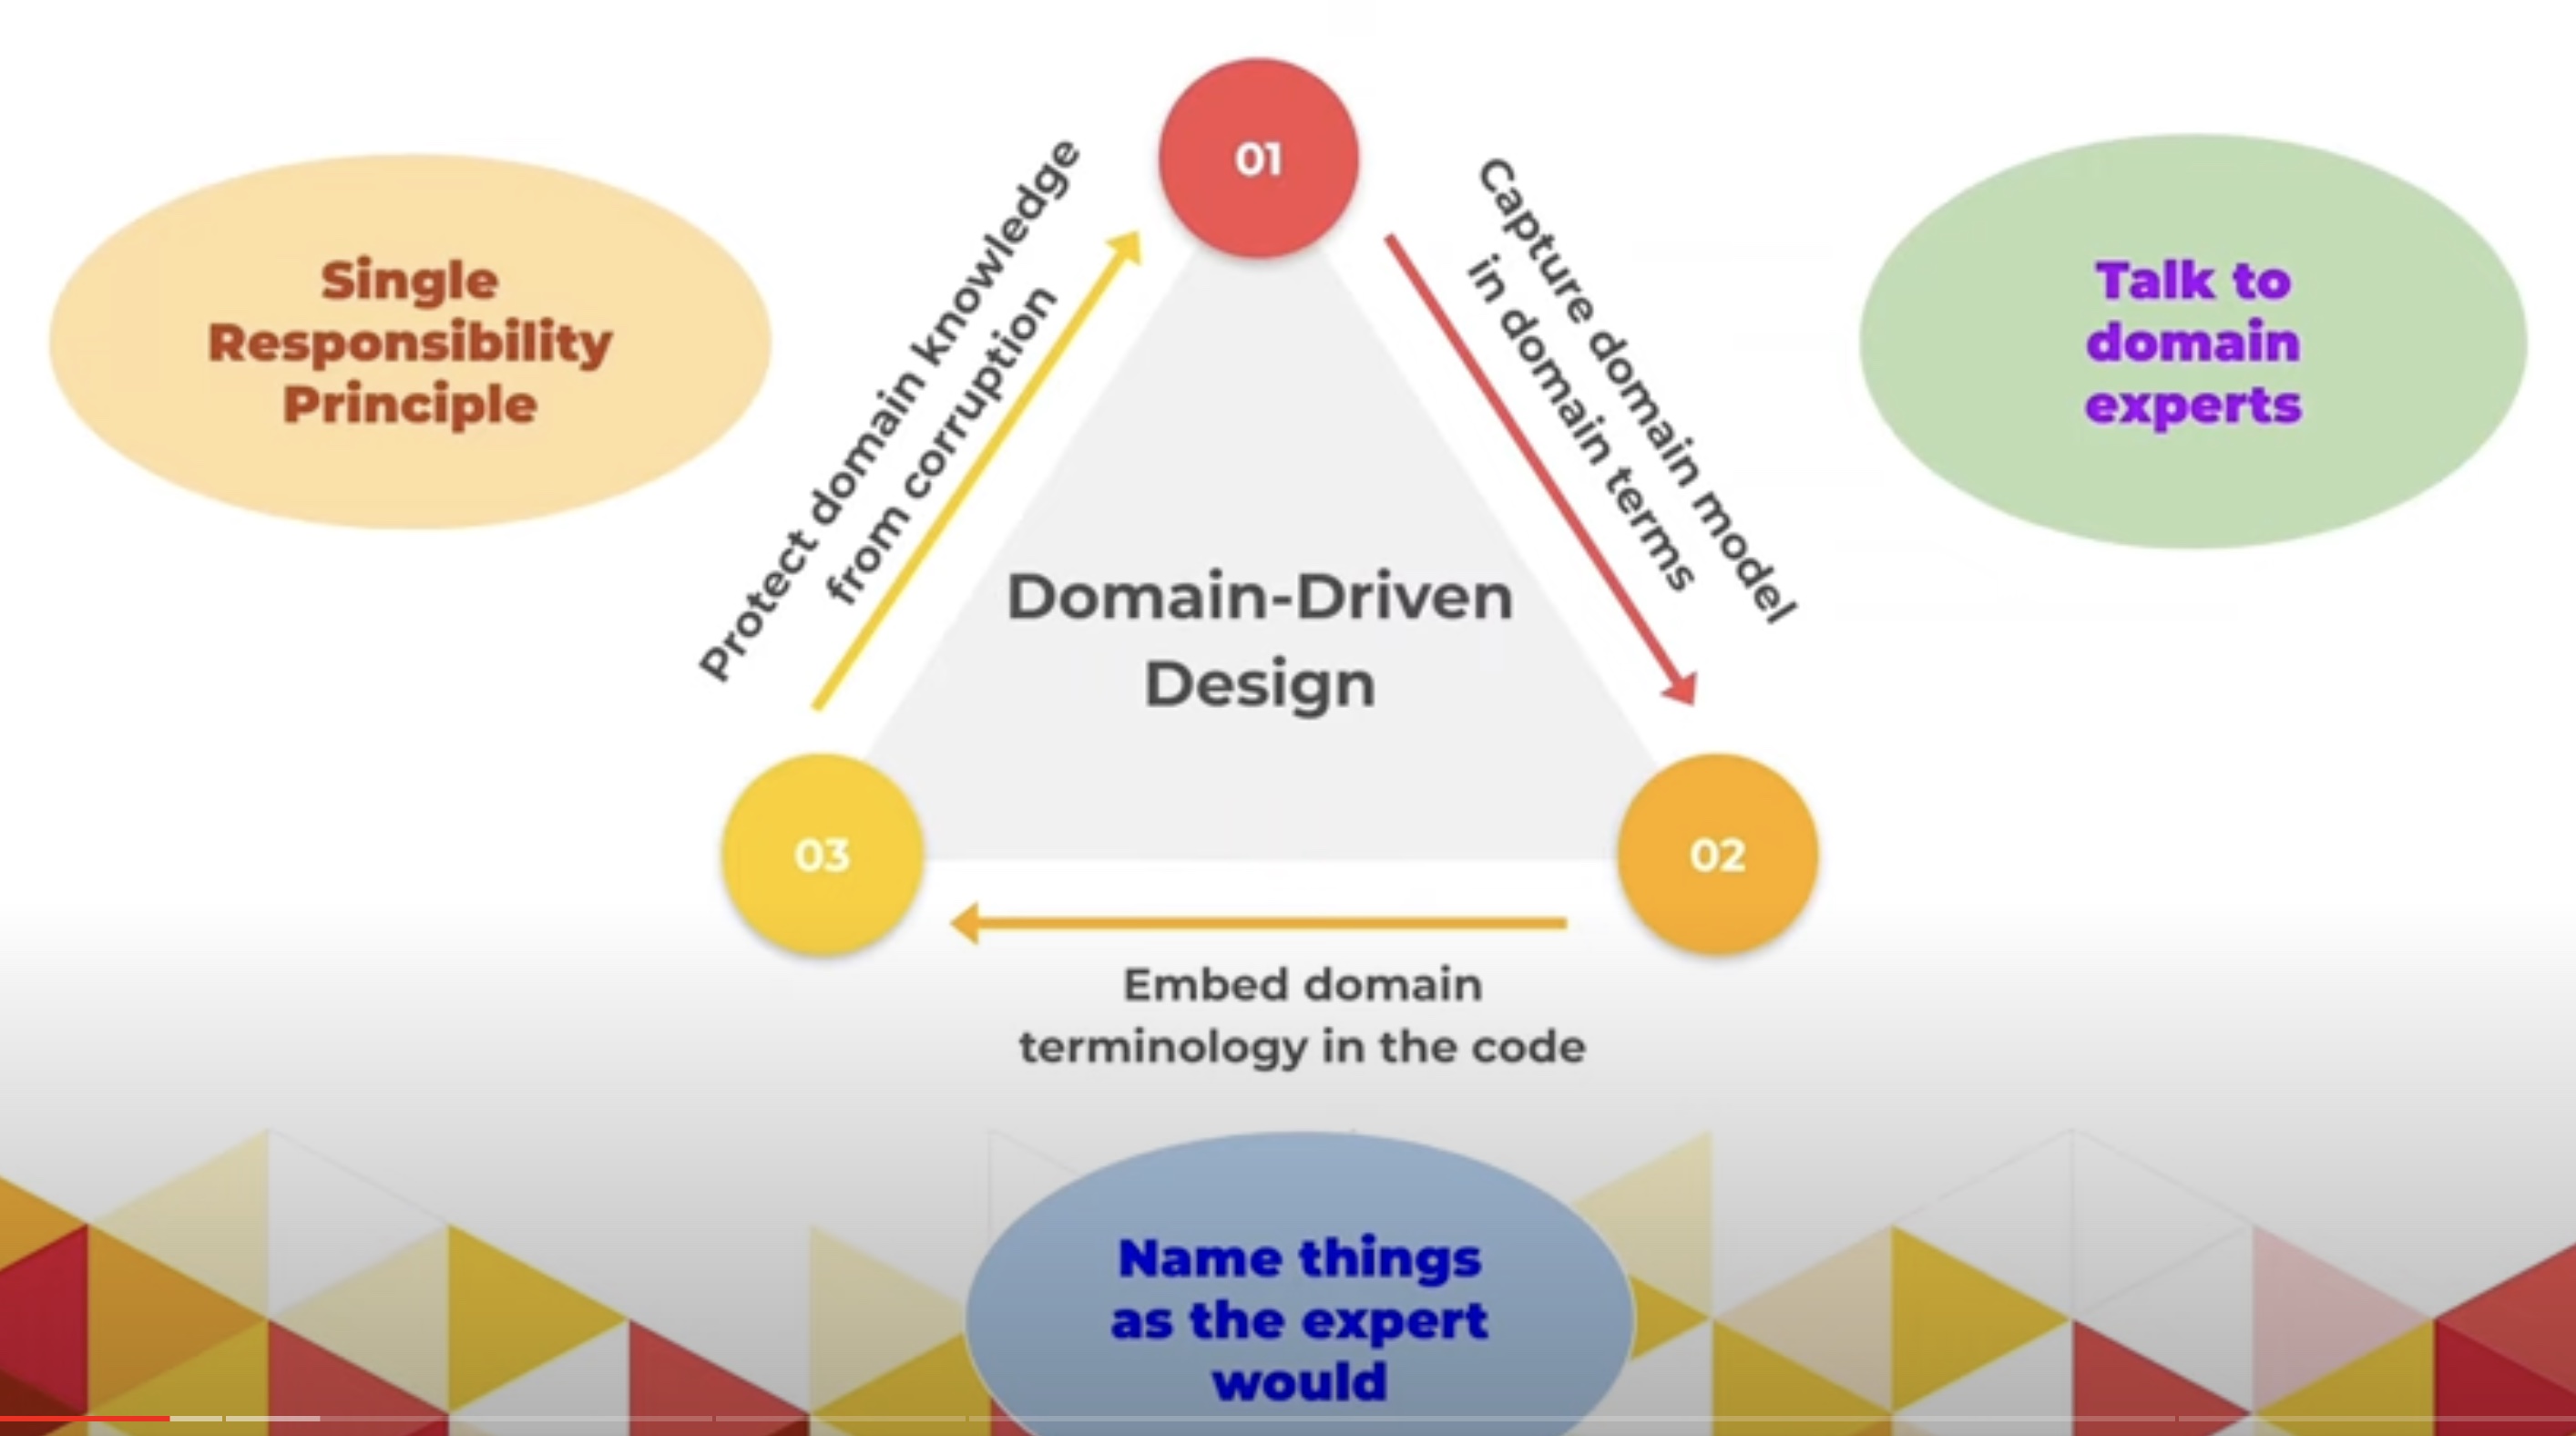 01
Single
Responsibility
Principle
Protect domain knowledge
from corruption
Capture domain model
in domain terms
Talk to
domain
experts
Domain-Driven
Design
03
02
Embed domain
terminology in the code
Name things
as the expert
would